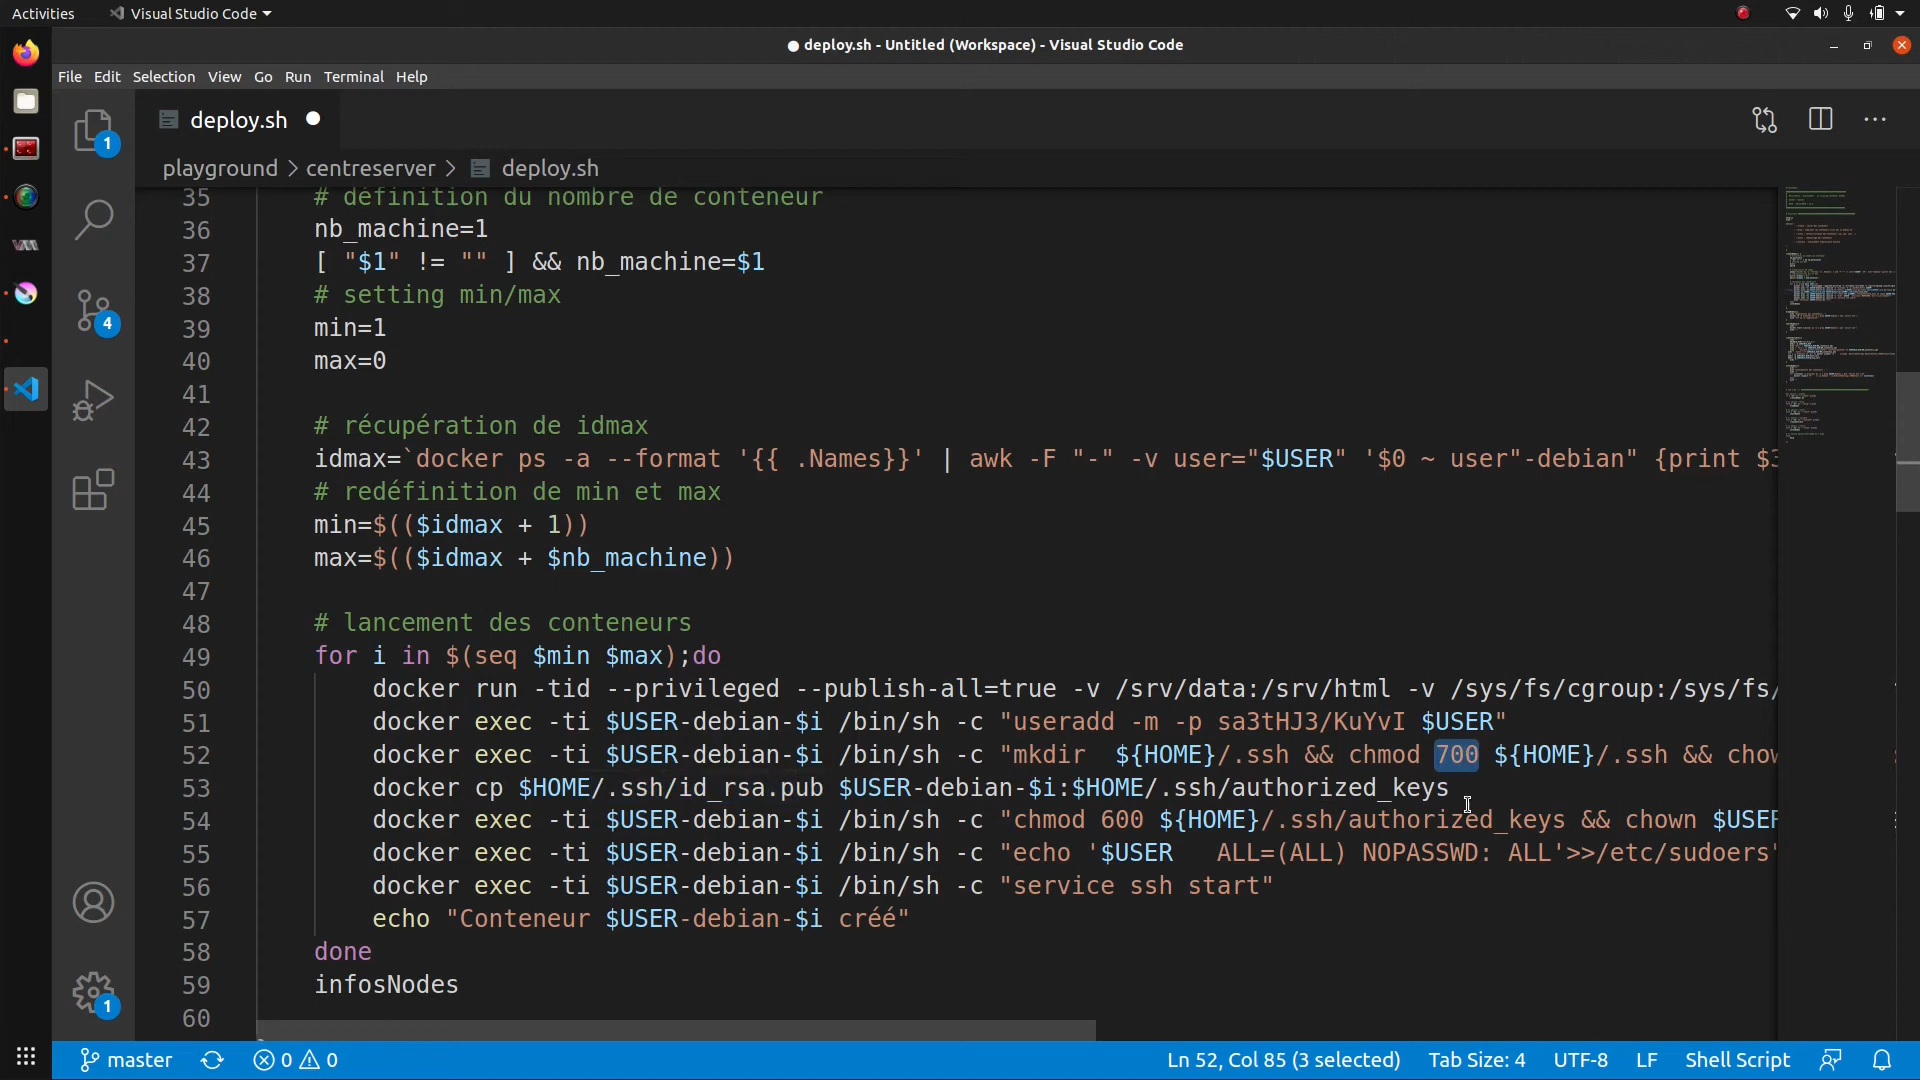 Activities
Visual Studio Code
deploy.sh - Untitled (Workspace) - Visual Studio Code
File Edit Selection View Go Run Terminal Help
1
deploy.sh
playground > centreserver > deploy.sh
35 # définition du nombre de conteneur
36 nb_machine=1
37 [ "$1" != "" ] && nb_machine=$1
38 # setting min/max
4
39 min=1
40 max=0
41
42 # récupération de idmax
43 idmax=`docker ps -a --format '{{ .Names}}' | awk -F "-" -v user="$USER" '$0 ~ user"-debian" {print $3
44 # redéfinition de min et max
45 min=$(($idmax + 1))
46 max=$(($idmax + $nb_machine))
47
48 # lancement des conteneurs
49 for i in $(seq $min $max);do
50 docker run -tid --privileged --publish-all=true -v /srv/data:/srv/html -v /sys/fs/cgroup:/sys/fs/
51 docker exec -ti $USER-debian-$i /bin/sh -c "useradd -m -p sa3tHJ3/KuYvI $USER"
52 docker exec -ti $USER-debian-$i /bin/sh -c "mkdir  ${HOME}/.ssh && chmod 700 ${HOME}/.ssh && chow
53 docker cp $HOME/.ssh/id_rsa.pub $USER-debian-$i:$HOME/.ssh/authorized_keys
54 docker exec -ti $USER-debian-$i /bin/sh -c "chmod 600 ${HOME}/.ssh/authorized_keys && chown $USER
55 docker exec -ti $USER-debian-$i /bin/sh -c "echo '$USER   ALL=(ALL) NOPASSWD: ALL'>>/etc/sudoers"
56 docker exec -ti $USER-debian-$i /bin/sh -c "service ssh start"
57 echo "Conteneur $USER-debian-$i créé"
58 done
59 infosNodes
1
60
master 0 0 Ln 52, Col 85 (3 selected) Tab Size: 4 UTF-8 LF Shell Script